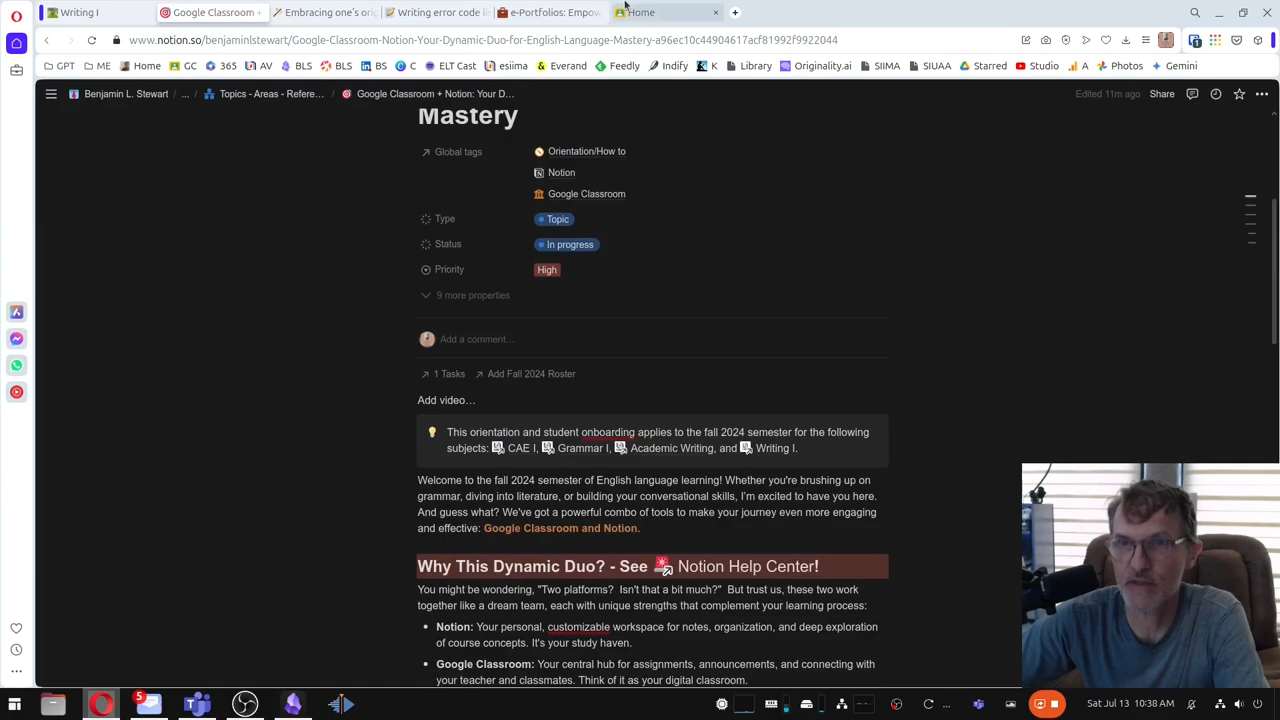 Writing I
Google Classroom +
Embracing one's orig
Writing error code li
e-Portfolios: Empow
Home
www.notion.so/benjaminlstewart/Google-Classroom-Notion-Your-Dynamic-Duo-for-English-Language-Mastery-a96ec10c44904617acf81992f9922044
GPT
ME
Home
GC
365
AV
BLS
BLS
BS
C
ELT Cast
esiima
Everand
Feedly
Indify
K
Library
Originality.ai
SIIMA
SIUAA
Starred
Studio
A
Photos
Gemini
Benjamin L. Stewart / ... / Topics - Areas - Refere... / Google Classroom + Notion: Your D...
Edited 11m ago
Share
Mastery
Global tags
Orientation/How to
Notion
Google Classroom
Type
Topic
Status
In progress
Priority
High
9 more properties
Add a comment...
1 Tasks
Add Fall 2024 Roster
Add video…
This orientation and student onboarding applies to the fall 2024 semester for the following
subjects: CAE I, Grammar I, Academic Writing, and Writing I.
Welcome to the fall 2024 semester of English language learning! Whether you're brushing up on
grammar, diving into literature, or building your conversational skills, I'm excited to have you here.
And guess what? We've got a powerful combo of tools to make your journey even more engaging
and effective: Google Classroom and Notion.
Why This Dynamic Duo? - See Notion Help Center!
You might be wondering, "Two platforms? Isn't that a bit much?" But trust us, these two work
together like a dream team, each with unique strengths that complement your learning process:
• Notion: Your personal, customizable workspace for notes, organization, and deep exploration
of course concepts. It's your study haven.
• Google Classroom: Your central hub for assignments, announcements, and connecting with
your teacher and classmates. Think of it as your digital classroom.
5
Sat Jul 13 10:38 AM